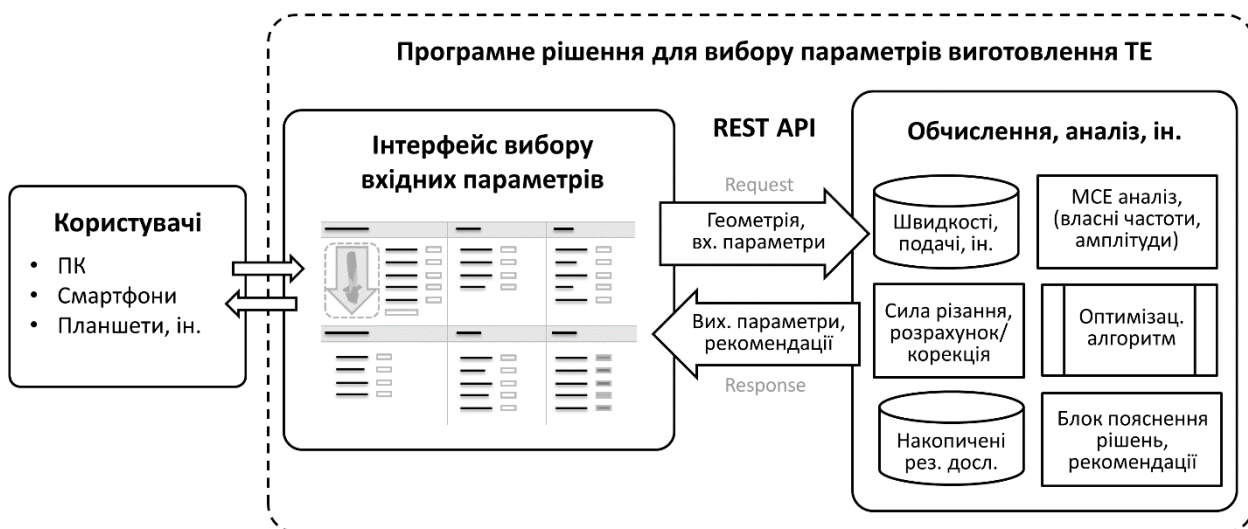 Програмне рішення для вибору параметрів виготовлення ТЕ
Користувачі
• ПК
• Смартфони
• Планшети, ін.
Інтерфейс вибору
вхідних параметрів
REST API
Request
Геометрія,
вх. параметри
Вих. параметри,
рекомендації
Response
Обчислення, аналіз, ін.
Швидкості,
подачі, ін.
МСЕ аналіз,
(власні частоти,
амплітуди)
Сила різання,
розрахунок/
корекція
Оптимізац.
алгоритм
Накопичені
рез. досл.
Блок пояснення
рішень,
рекомендації